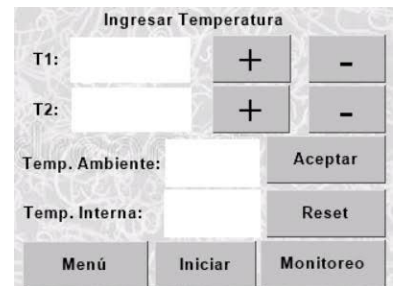 Ingresar Temperatura
T1: + -
T2: + -
Temp. Ambiente: Aceptar
Temp. Interna: Reset
Menú Iniciar Monitoreo